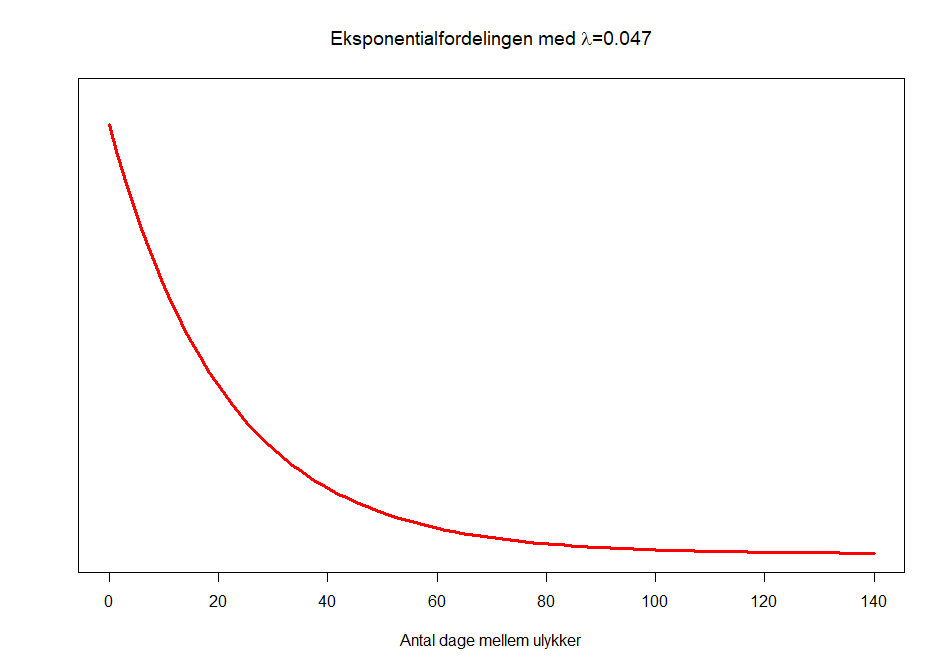 Eksponentialfordelingen med λ=0.047
0 20 40 60 80 100 120 140
Antal dage mellem ulykker